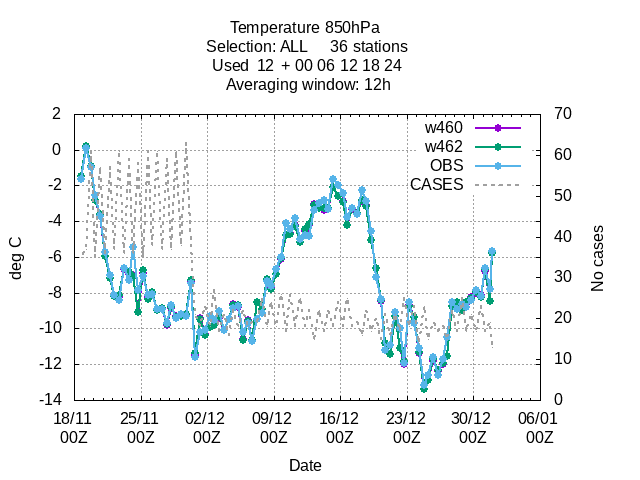 Temperature 850hPa
Selection: ALL 36 stations
Used 12 + 00 06 12 18 24
Averaging window: 12h
w460
w462
OBS
CASES
2
0
-2
-4
-6
-8
-10
-12
-14
deg C
70
60
50
40
30
20
10
0
No cases
18/11 25/11 02/12 09/12 16/12 23/12 30/12 06/01
00Z 00Z 00Z 00Z 00Z 00Z 00Z 00Z
Date